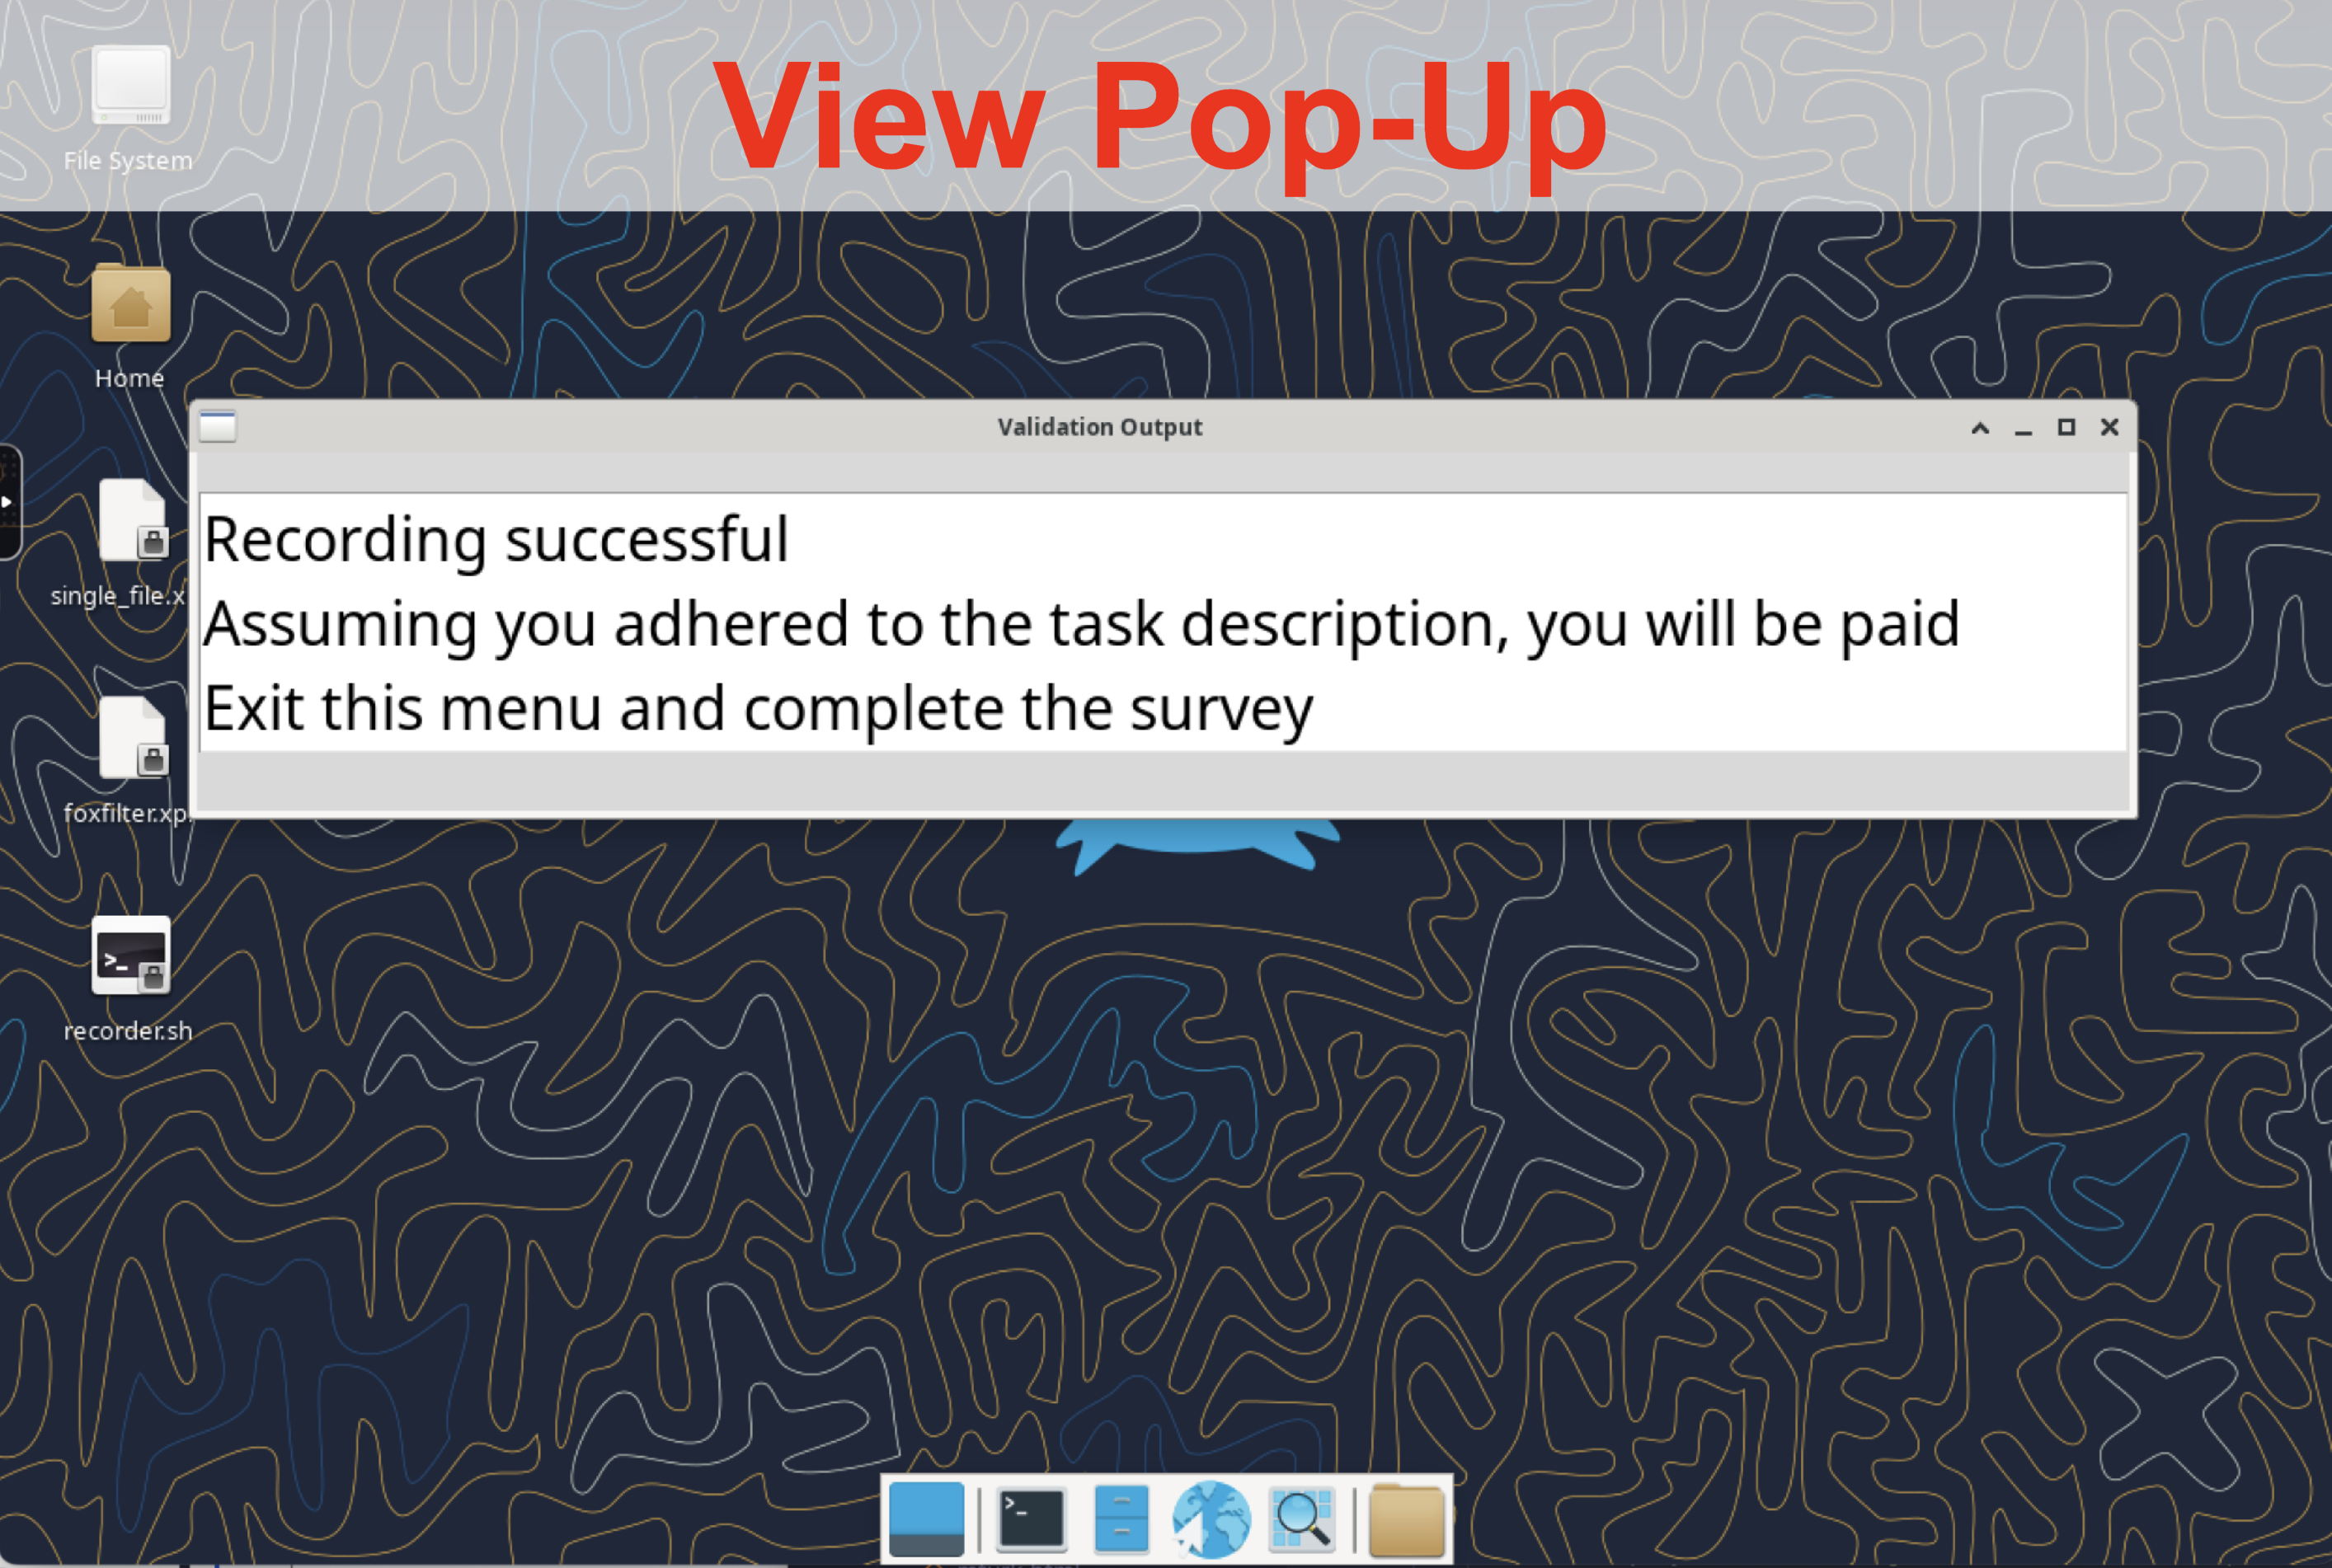 View Pop-Up
File System
Home
Validation Output
Recording successful
Assuming you adhered to the task description, you will be paid
Exit this menu and complete the survey
single_file.x
foxfilter.xp
recorder.sh